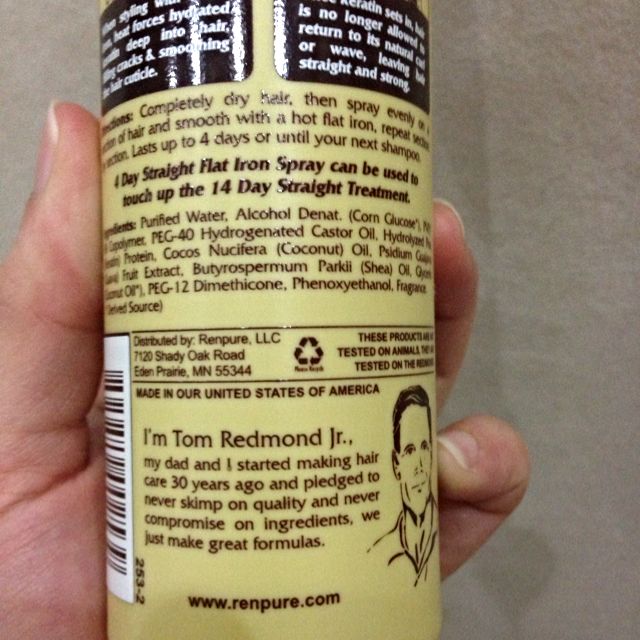 styling with
heat forces hydrated
deep into hair,
cracks & smoothing
hair cuticle.
keratin sets in, hair
is no longer allowed to
return to its natural curl
or wave, leaving hair
straight and strong.
Completely dry hair, then spray evenly on a
of hair and smooth with a hot flat iron, repeat section
section. Lasts up to 4 days or until your next shampoo.
4 Day Straight Flat Iron Spray can be used to
touch up the 14 Day Straight Treatment.
Purified Water, Alcohol Denat. (Corn Glucose*),
Copolymer, PEG-40 Hydrogenated Castor Oil, Hydrolyzed
Protein, Cocos Nucifera (Coconut) Oil, Psidium
Fruit Extract, Butyrospermum Parkii (Shea) Oil,
Oil*), PEG-12 Dimethicone, Phenoxyethanol, Fragrance
Derived Source)
Distributed by: Renpure, LLC
7120 Shady Oak Road
Eden Prairie, MN 55344
Please Recycle
THESE PRODUCTS ARE
TESTED ON ANIMALS, THEY
TESTED ON THE
MADE IN OUR UNITED STATES OF AMERICA
I'm Tom Redmond Jr.,
my dad and I started making hair
care 30 years ago and pledged to
never skimp on quality and never
compromise on ingredients, we
just make great formulas.
253-2
www.renpure.com